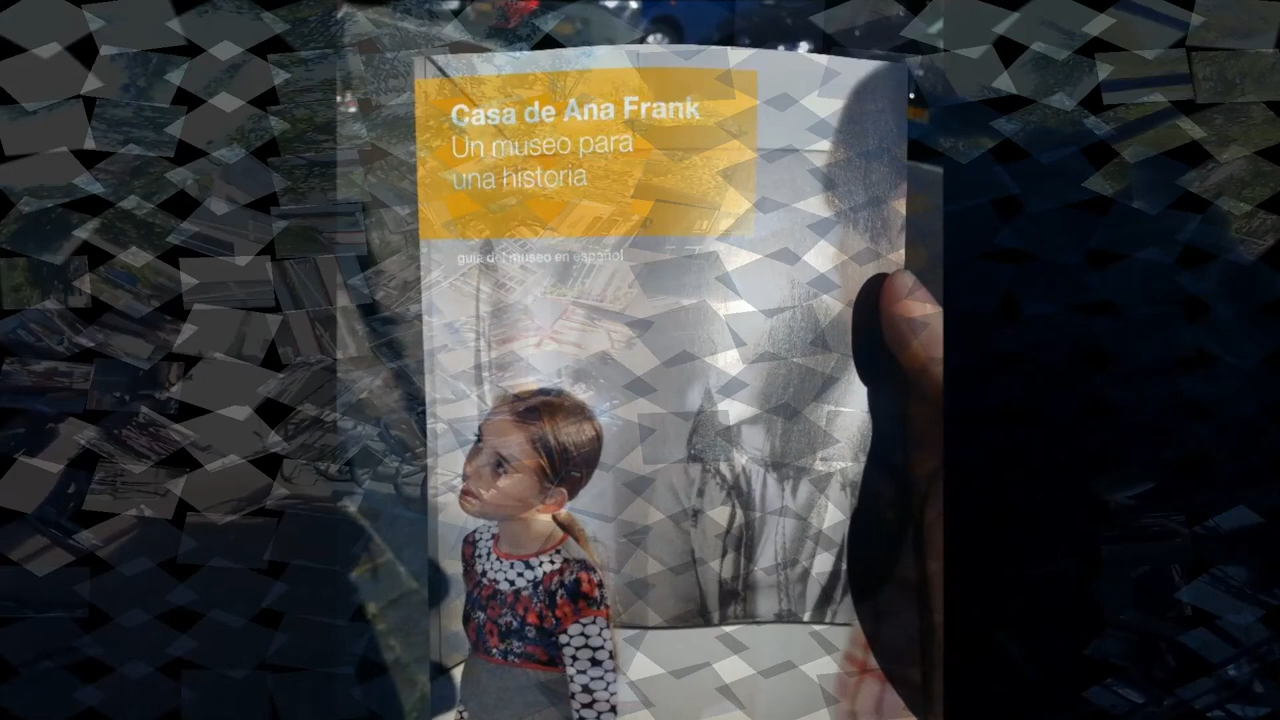 Casa de Ana Frank
Un museo para
una historia
guía del museo en español